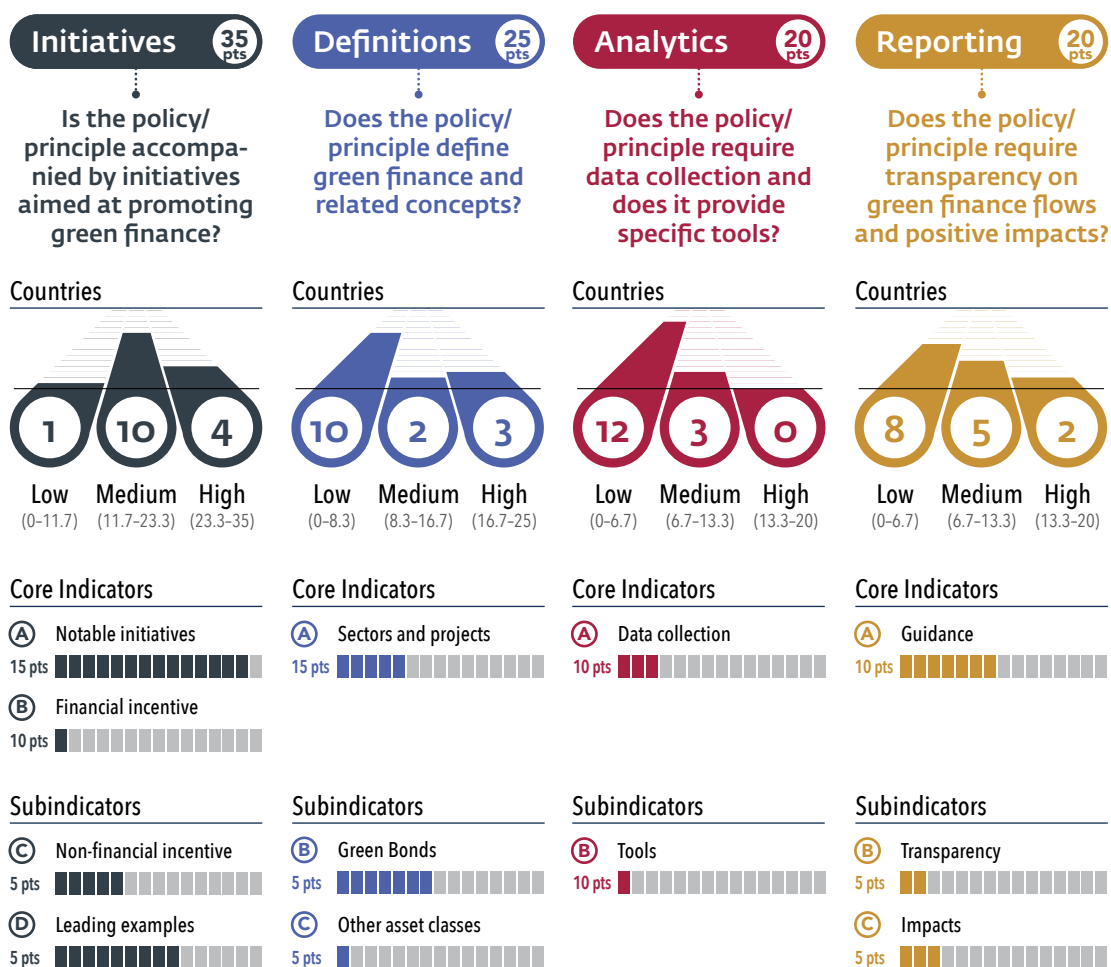 Initiatives 35 pts
Is the policy/
principle accompa-
nied by initiatives
aimed at promoting
green finance?
Countries
1 10 4
Low Medium High
(0–11.7) (11.7–23.3) (23.3–35)
Core Indicators
A Notable initiatives
15 pts
B Financial incentive
10 pts
Subindicators
C Non-financial incentive
5 pts
D Leading examples
5 pts
Definitions 25 pts
Does the policy/
principle define
green finance and
related concepts?
Countries
10 2 3
Low Medium High
(0–8.3) (8.3–16.7) (16.7–25)
Core Indicators
A Sectors and projects
15 pts
Subindicators
B Green Bonds
5 pts
C Other asset classes
5 pts
Analytics 20 pts
Does the policy/
principle require
data collection and
does it provide
specific tools?
Countries
12 3 0
Low Medium High
(0–6.7) (6.7–13.3) (13.3–20)
Core Indicators
A Data collection
10 pts
Subindicators
B Tools
10 pts
Reporting 20 pts
Does the policy/
principle require
transparency on
green finance flows
and positive impacts?
Countries
8 5 2
Low Medium High
(0–6.7) (6.7–13.3) (13.3–20)
Core Indicators
A Guidance
10 pts
Subindicators
B Transparency
5 pts
C Impacts
5 pts